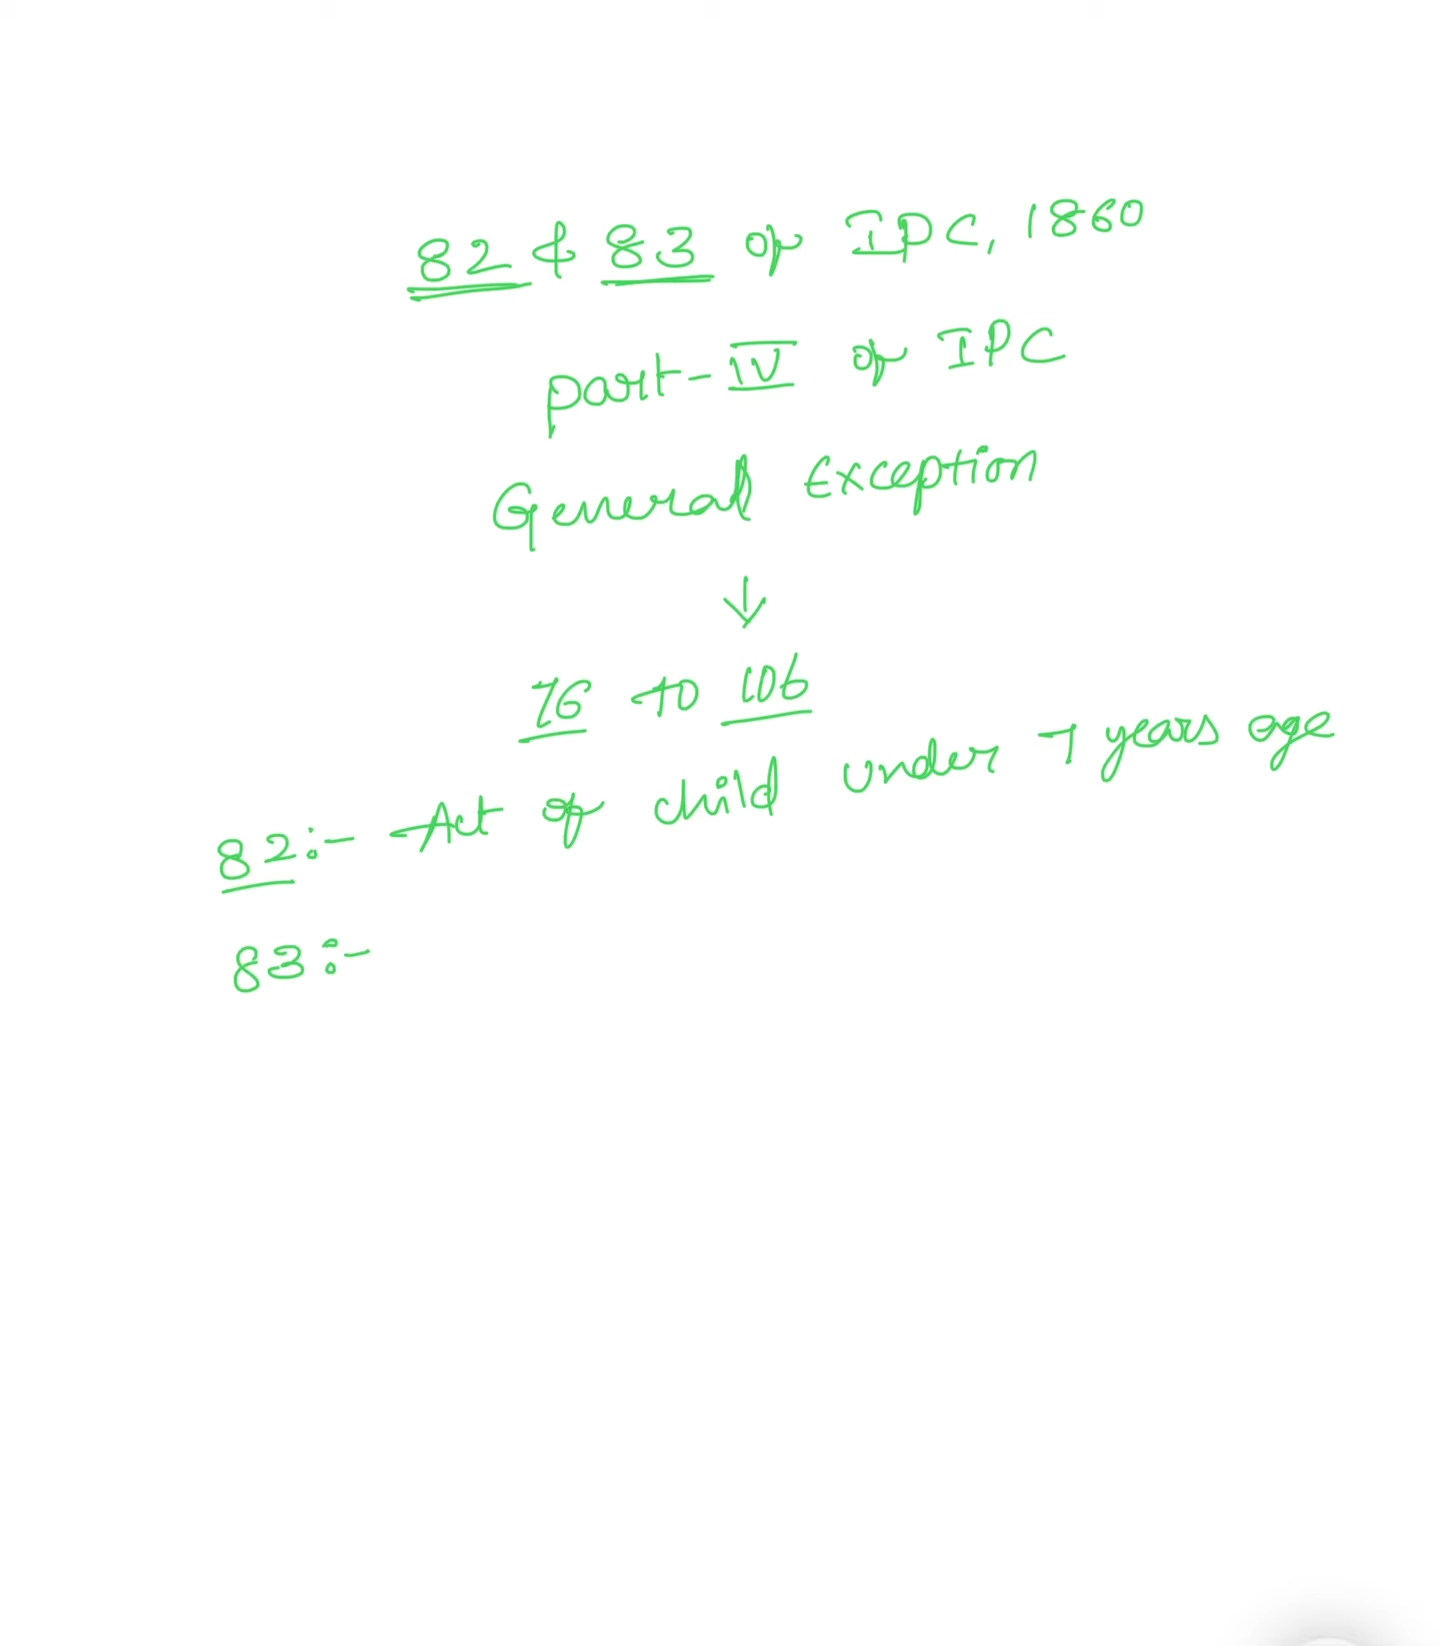 82 & 83 of IPC, 1860
part-IV of IPC
General Exception
↓
76 to 106
82:- Act of child under 7 years age
83:-